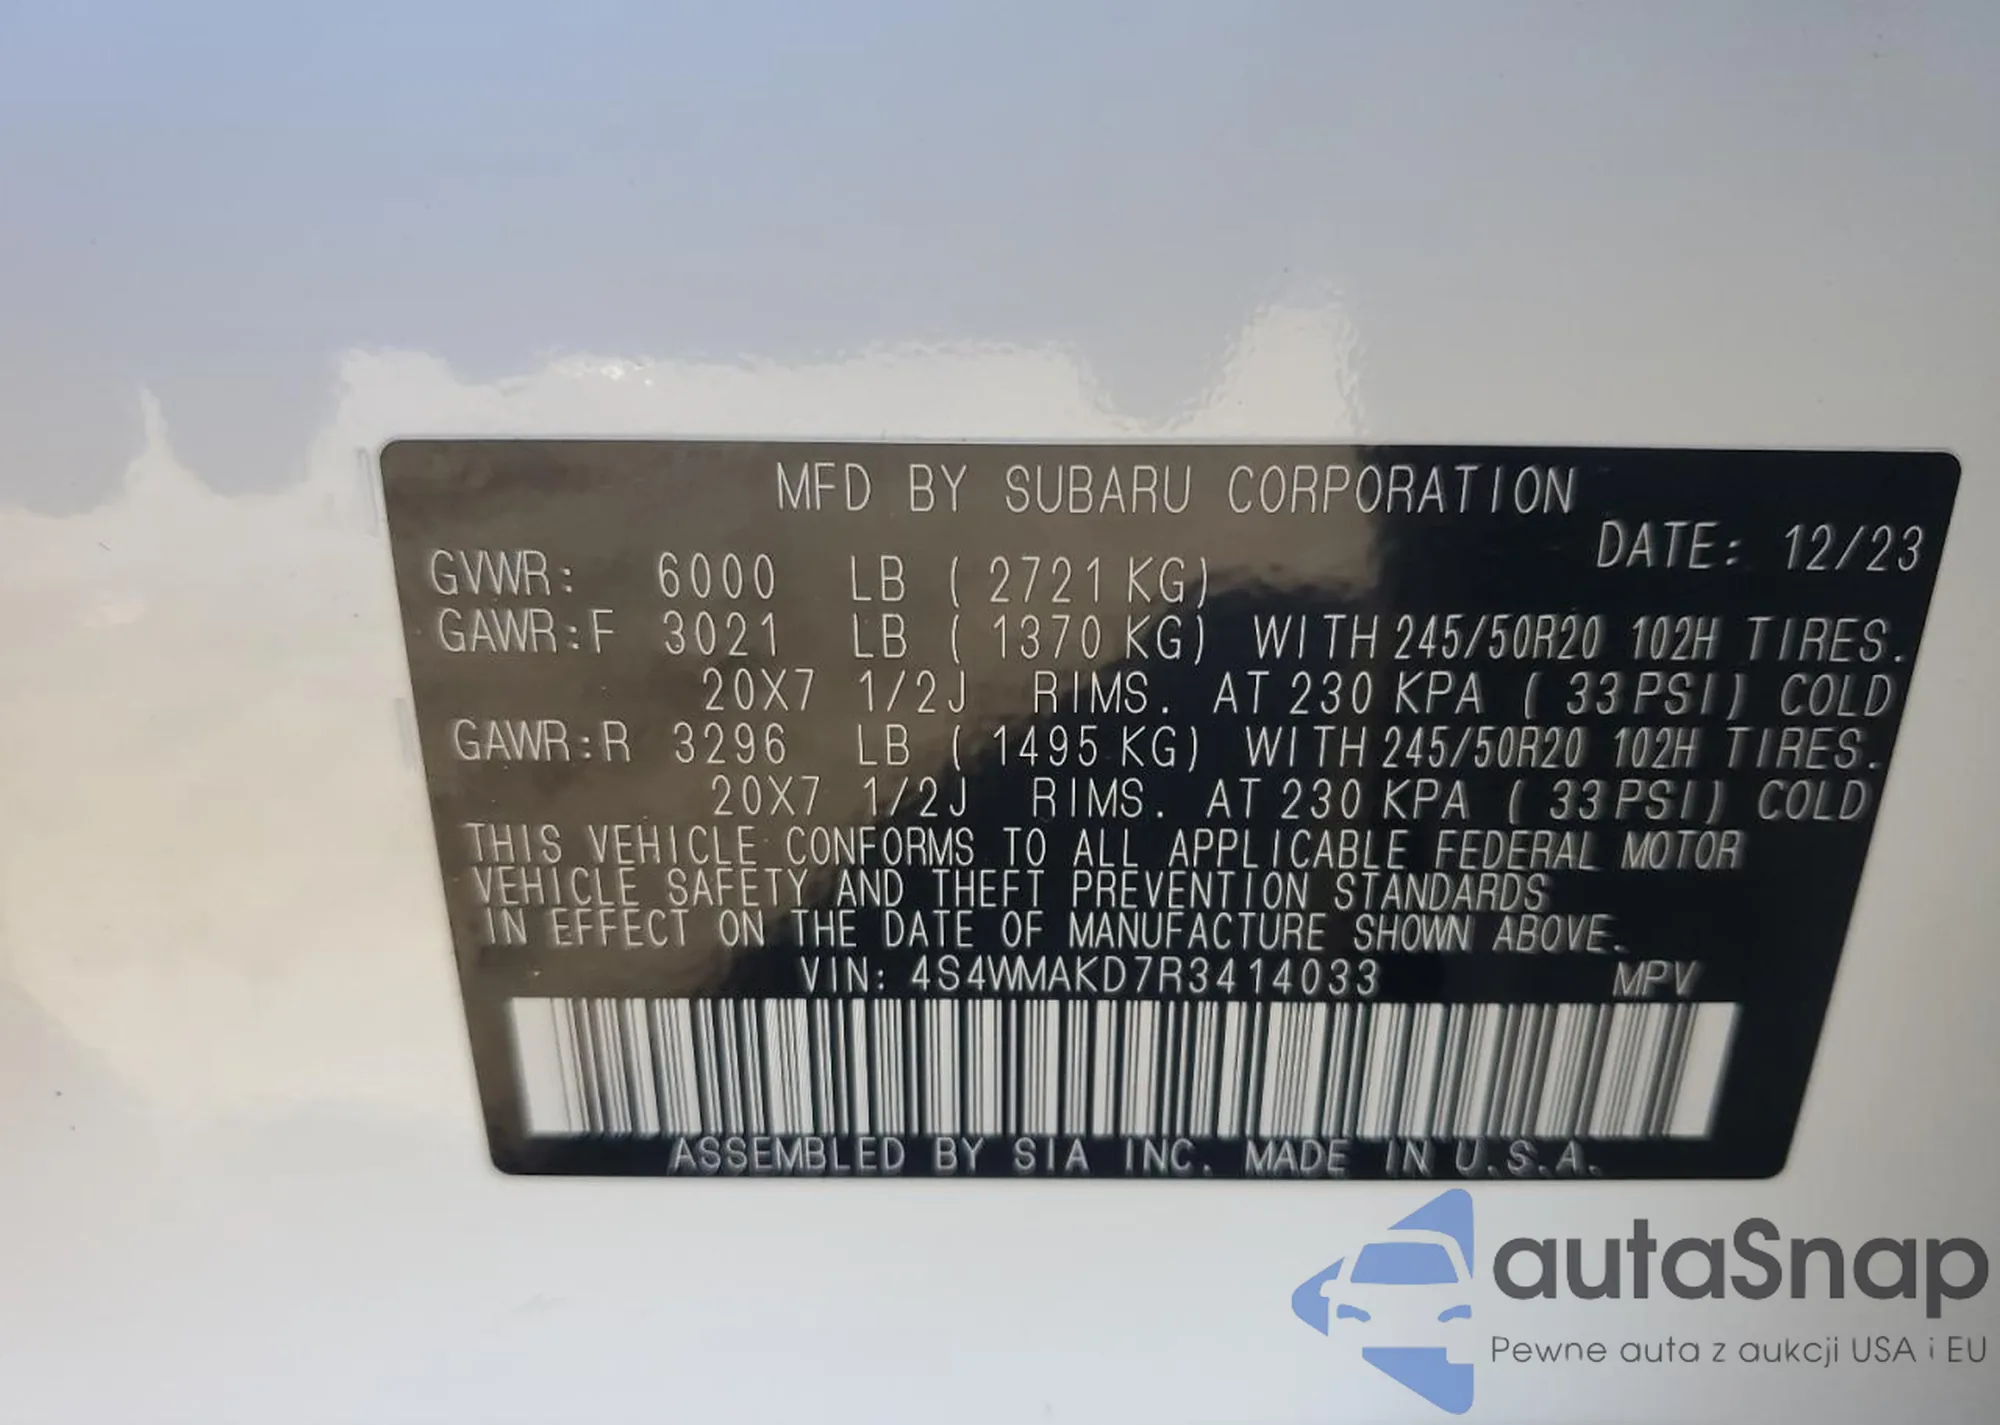 MFD BY SUBARU CORPORATION
DATE: 12/23
GVWR: 6000 LB ( 2721 KG)
GAWR:F 3021 LB ( 1370 KG) WITH 245/50R20 102H TIRES.
20X7 1/2J RIMS. AT 230 KPA ( 33 PSI) COLD
GAWR:R 3296 LB ( 1495 KG) WITH 245/50R20 102H TIRES.
20X7 1/2J RIMS. AT 230 KPA ( 33 PSI) COLD
THIS VEHICLE CONFORMS TO ALL APPLICABLE FEDERAL MOTOR
VEHICLE SAFETY AND THEFT PREVENTION STANDARDS
IN EFFECT ON THE DATE OF MANUFACTURE SHOWN ABOVE.
VIN: 4S4WMAKD7R3414033 MPV
ASSEMBLED BY SIA INC. MADE IN U.S.A.
autaSnap
Pewne auta z aukcji USA i EU